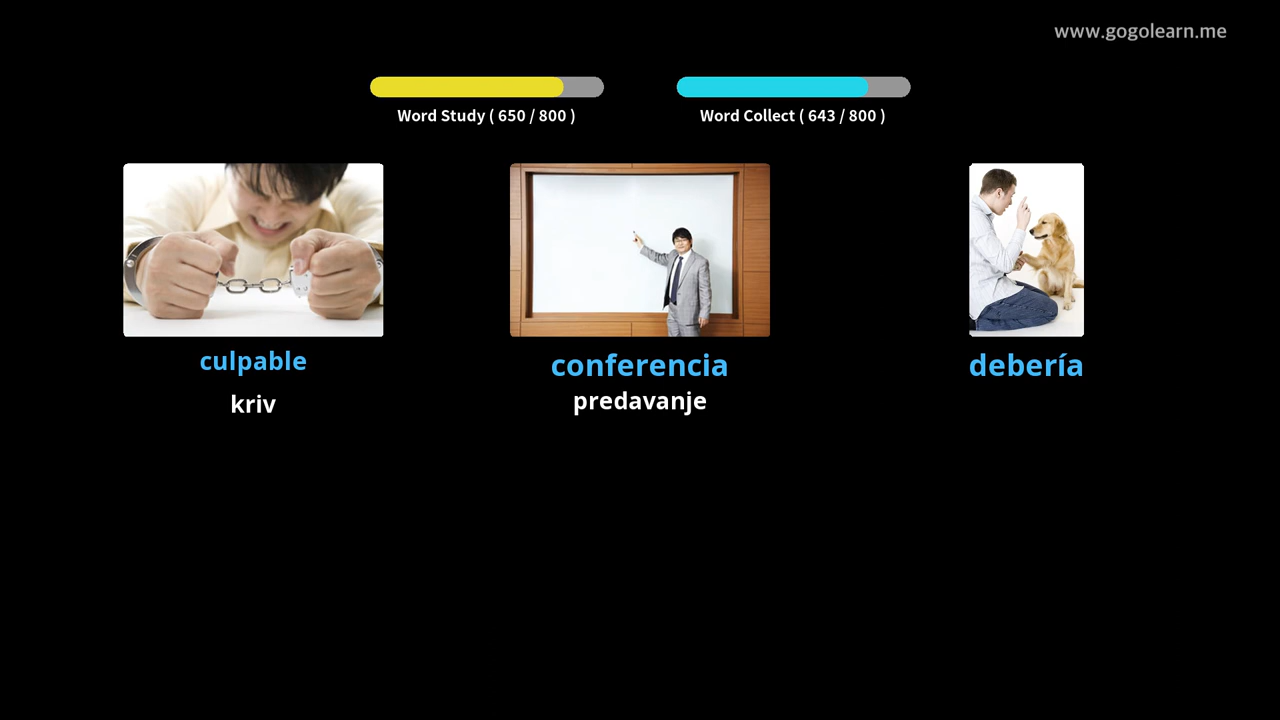 www.gogolearn.me
Word Study ( 650 / 800 )
Word Collect ( 643 / 800 )
culpable
kriv
conferencia
predavanje
debería